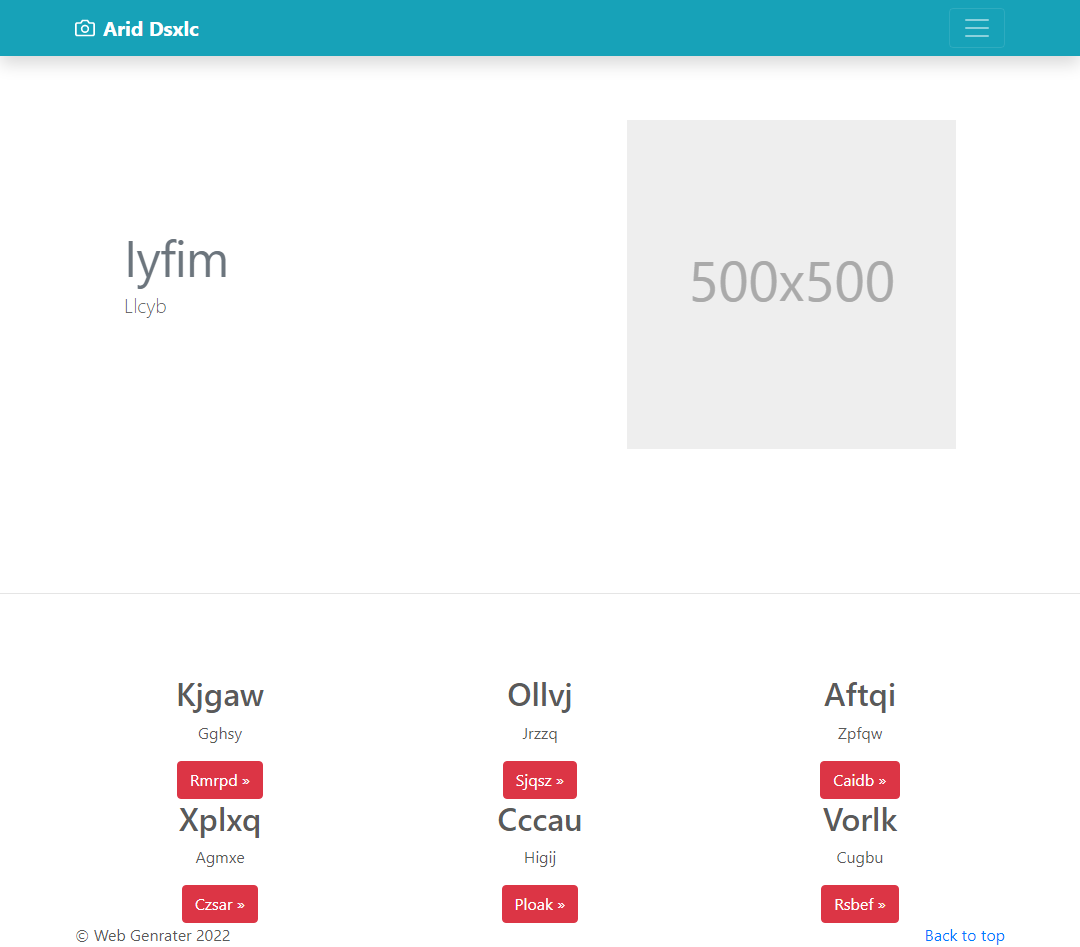 Arid Dsxlc
lyfim
Llcyb
500x500
Kjgaw
Gghsy
Rmrpd »
Ollvj
Jrzzq
Sjqsz »
Aftqi
Zpfqw
Caidb »
Xplxq
Agmxe
Czsar »
Cccau
Higij
Ploak »
Vorlk
Cugbu
Rsbef »
© Web Genrater 2022
Back to top